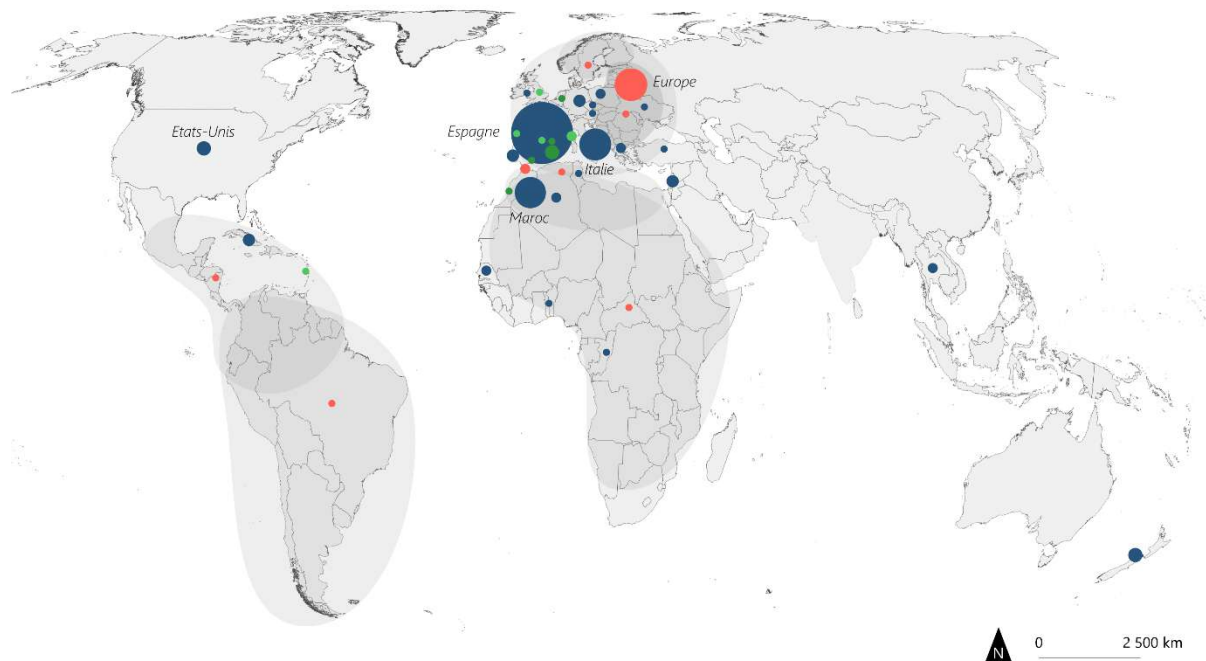 Europe
Etats-Unis
Espagne
Italie
Maroc
N
0 2 500 km